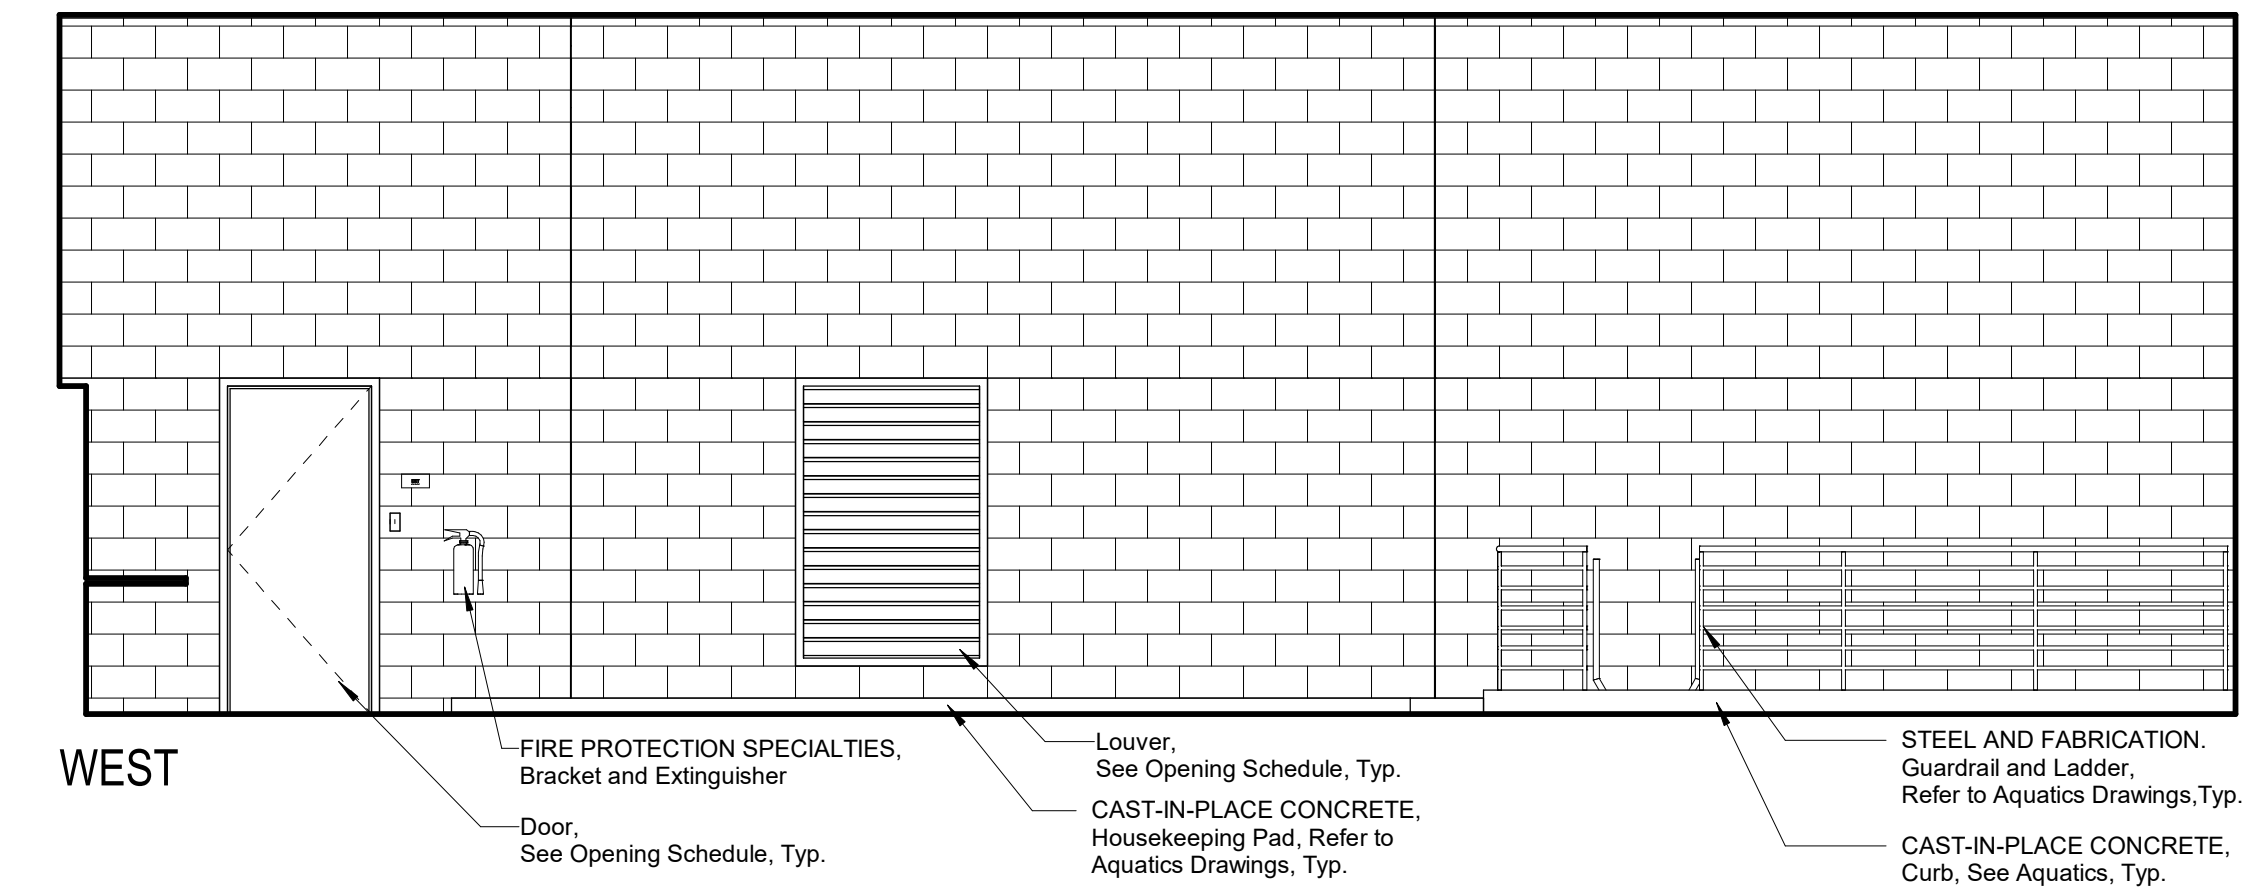 WEST
FIRE PROTECTION SPECIALTIES,
Bracket and Extinguisher
Door,
See Opening Schedule, Typ.
Louver,
See Opening Schedule, Typ.
CAST-IN-PLACE CONCRETE,
Housekeeping Pad, Refer to
Aquatics Drawings, Typ.
STEEL AND FABRICATION.
Guardrail and Ladder,
Refer to Aquatics Drawings,Typ.
CAST-IN-PLACE CONCRETE,
Curb, See Aquatics, Typ.